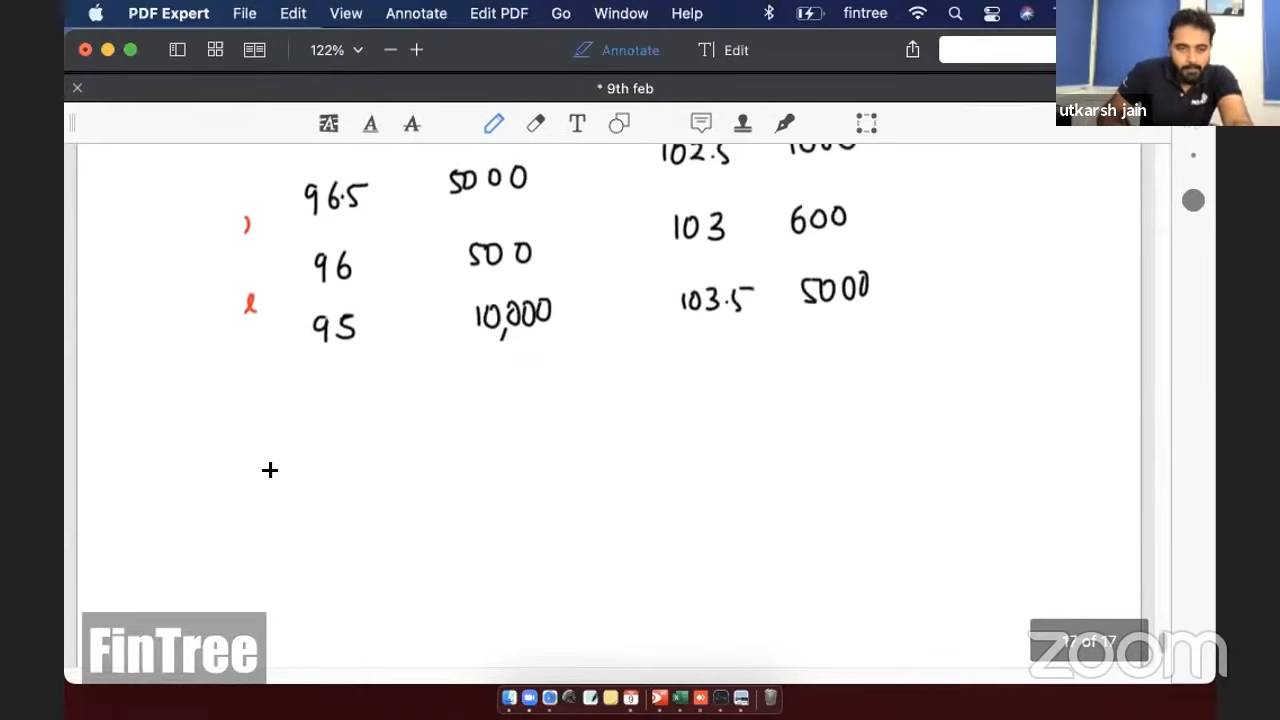 PDF Expert File Edit View Annotate Edit PDF Go Window Help fintree
122% Annotate T Edit
* 9th feb
A A A T
utkarsh jain
102.5 1000
96.5 5000
103 600
96 500
103.5 5000
95 10,000
FinTree
17 of 17
zoom